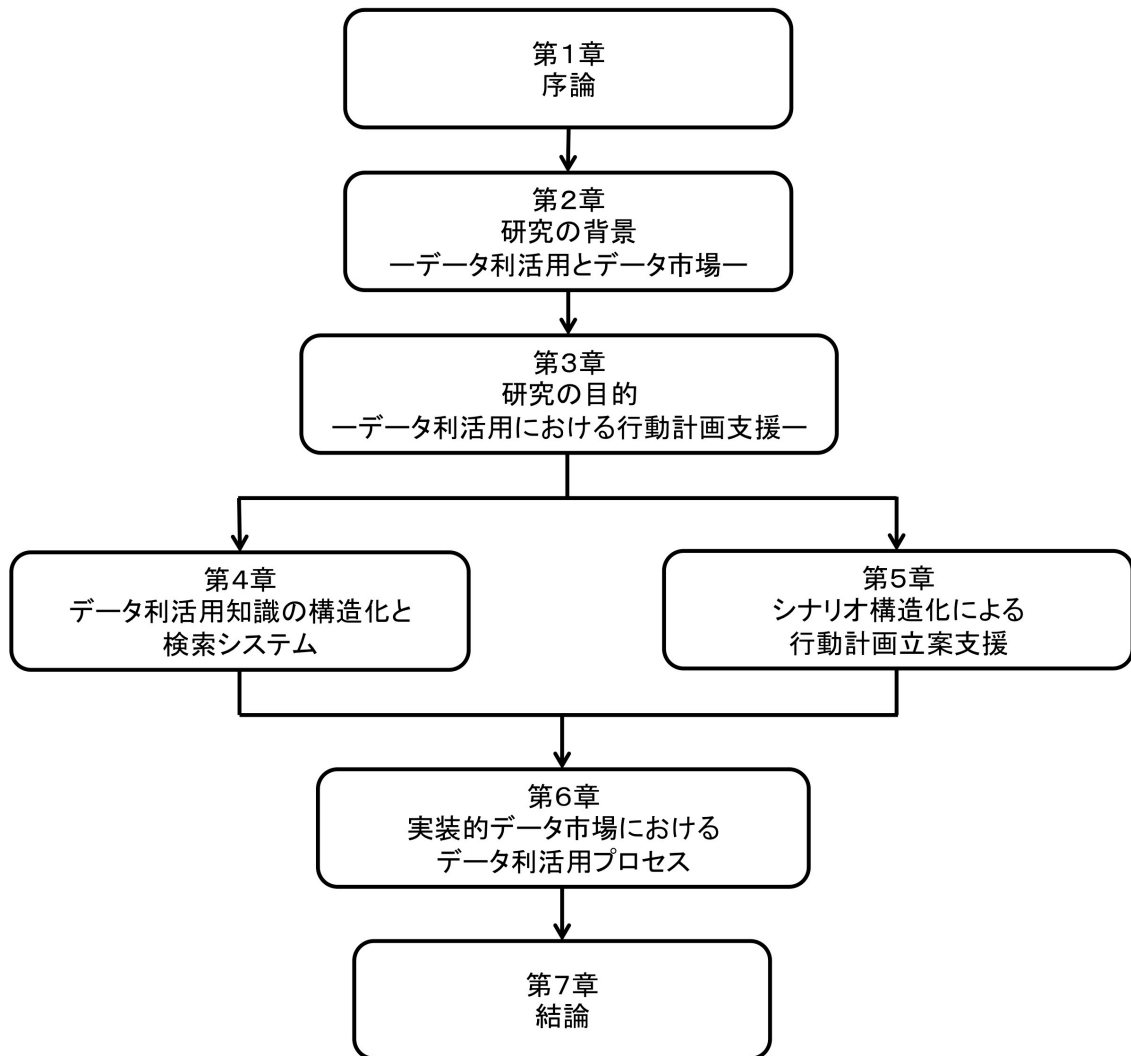 第1章
序論
第2章
研究の背景
ーデータ利活用とデータ市場ー
第3章
研究の目的
ーデータ利活用における行動計画支援ー
第4章
データ利活用知識の構造化と
検索システム
第5章
シナリオ構造化による
行動計画立案支援
第6章
実装的データ市場における
データ利活用プロセス
第7章
結論